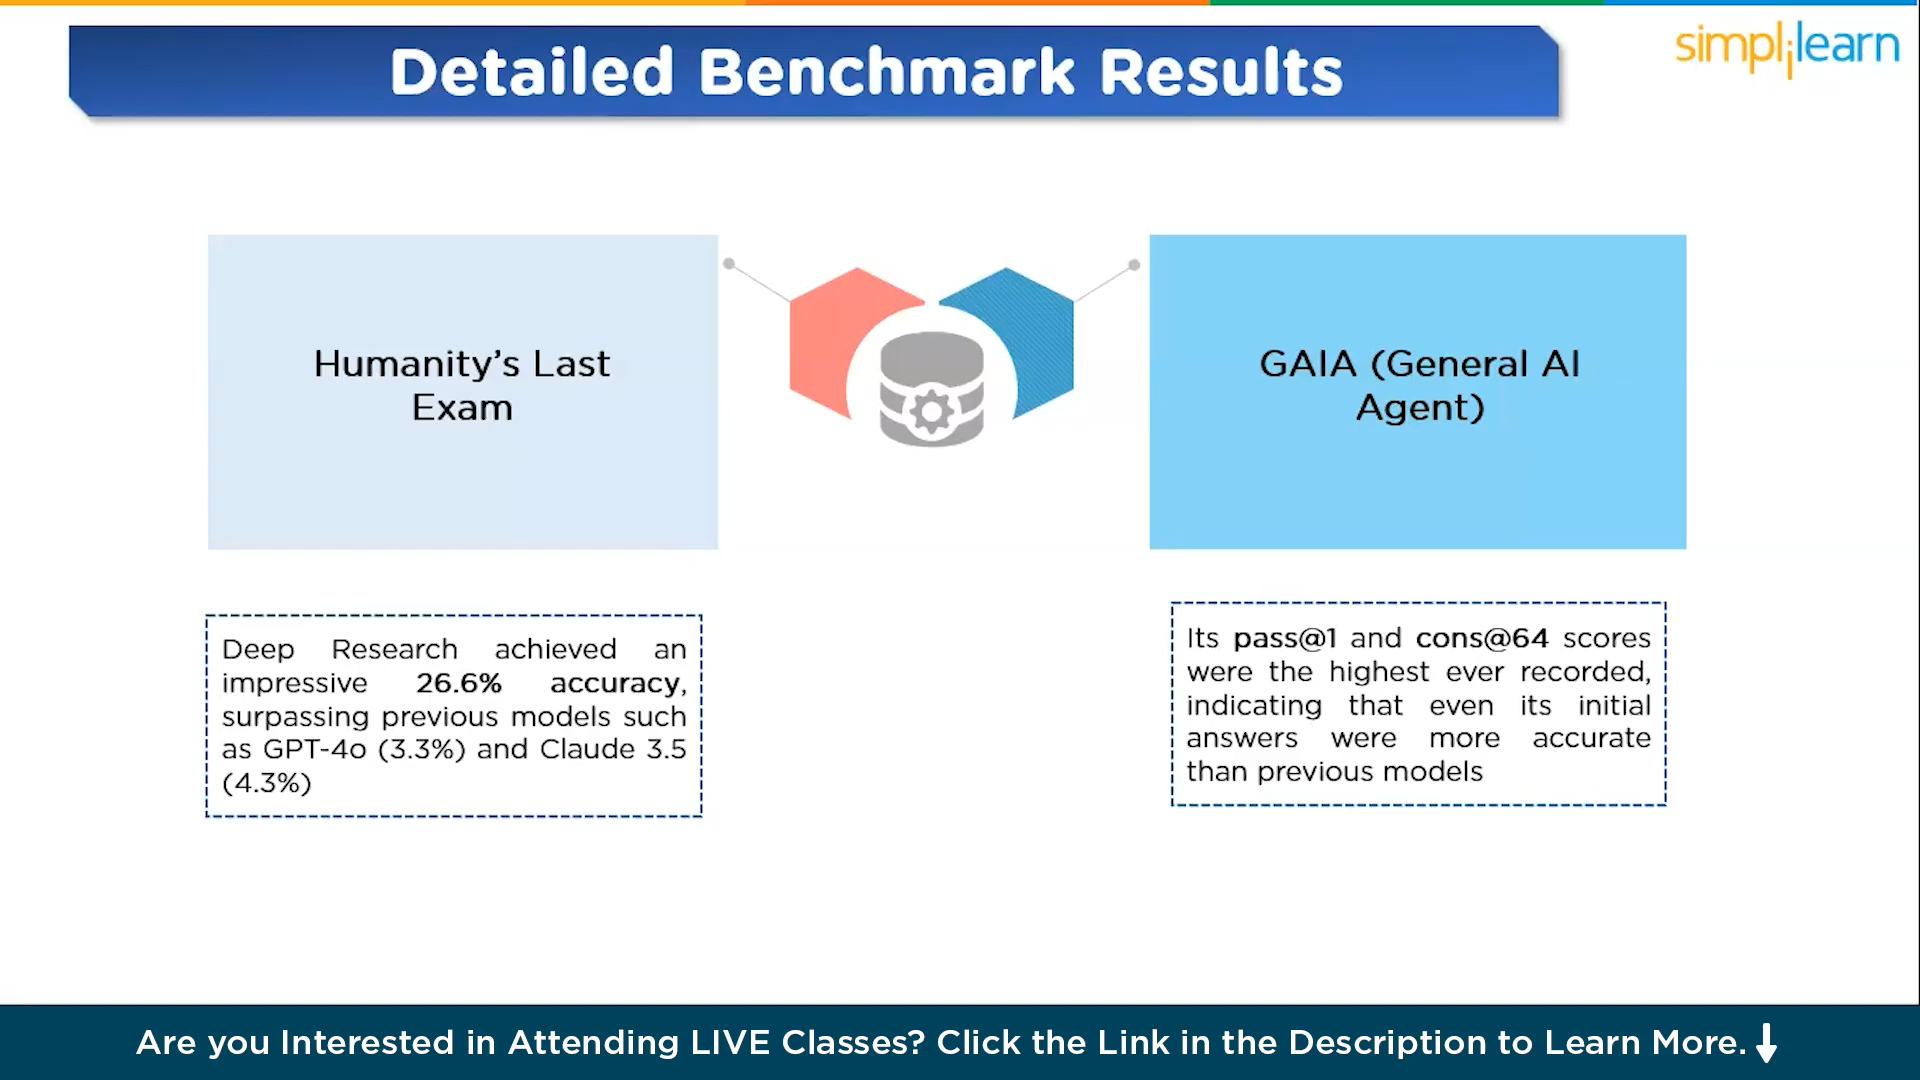 Detailed Benchmark Results
simplilearn
Humanity's Last
Exam
GAIA (General AI
Agent)
Deep Research achieved an
impressive 26.6% accuracy,
surpassing previous models such
as GPT-4o (3.3%) and Claude 3.5
(4.3%)
Its pass@1 and cons@64 scores
were the highest ever recorded,
indicating that even its initial
answers were more accurate
than previous models
Are you Interested in Attending LIVE Classes? Click the Link in the Description to Learn More.